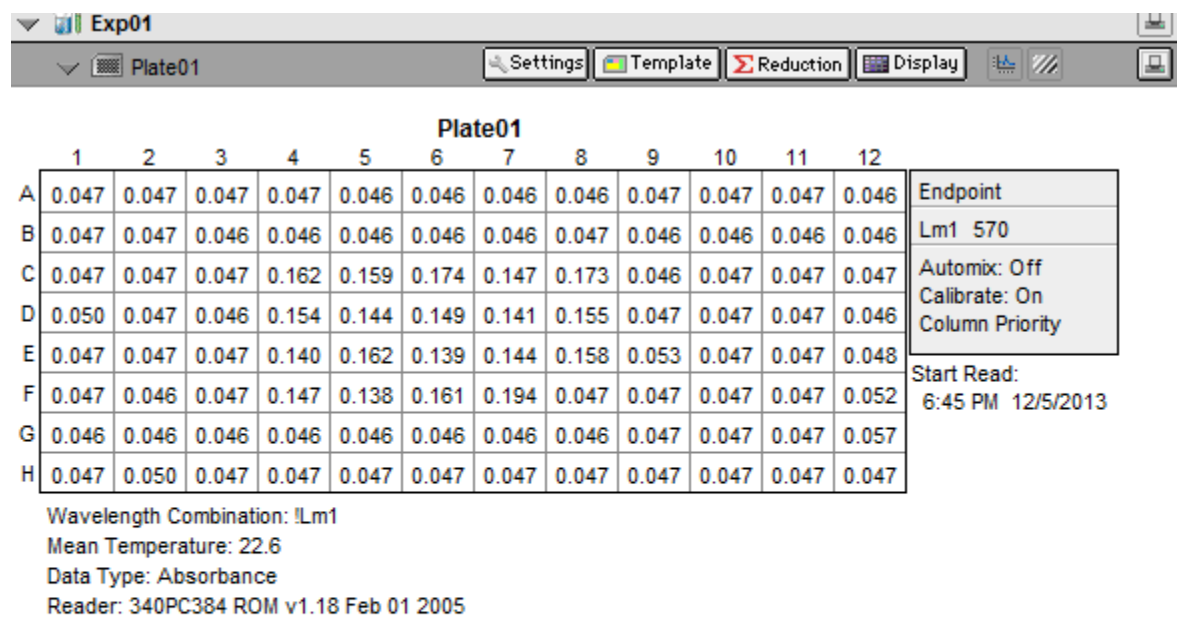 Exp01
Plate01 Settings Template Reduction Display
Plate01
1 2 3 4 5 6 7 8 9 10 11 12
A 0.047 0.047 0.047 0.047 0.046 0.046 0.046 0.046 0.047 0.047 0.047 0.046
B 0.047 0.047 0.046 0.046 0.046 0.046 0.046 0.047 0.046 0.046 0.046 0.046
C 0.047 0.047 0.047 0.162 0.159 0.174 0.147 0.173 0.046 0.047 0.047 0.047
D 0.050 0.047 0.046 0.154 0.144 0.149 0.141 0.155 0.047 0.047 0.047 0.046
E 0.047 0.047 0.047 0.140 0.162 0.139 0.144 0.158 0.053 0.047 0.047 0.048
F 0.047 0.046 0.047 0.147 0.138 0.161 0.194 0.047 0.047 0.047 0.047 0.052
G 0.046 0.046 0.046 0.046 0.046 0.046 0.046 0.046 0.047 0.047 0.047 0.057
H 0.047 0.050 0.047 0.047 0.047 0.047 0.047 0.047 0.047 0.047 0.047 0.047
Endpoint
Lm1 570
Automix: Off
Calibrate: On
Column Priority
Start Read:
6:45 PM 12/5/2013
Wavelength Combination: !Lm1
Mean Temperature: 22.6
Data Type: Absorbance
Reader: 340PC384 ROM v1.18 Feb 01 2005